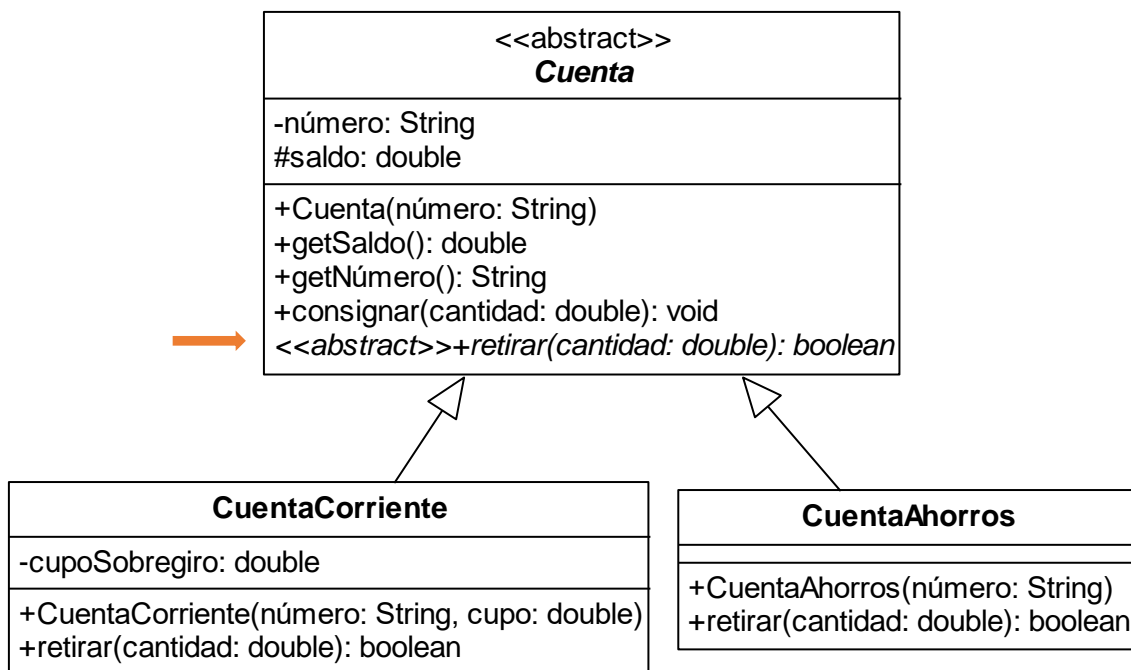 <<abstract>>
Cuenta
-número: String
#saldo: double
+Cuenta(número: String)
+getSaldo(): double
+getNúmero(): String
+consignar(cantidad: double): void
<<abstract>>+retirar(cantidad: double): boolean
CuentaCorriente
-cupoSobregiro: double
+CuentaCorriente(número: String, cupo: double)
+retirar(cantidad: double): boolean
CuentaAhorros
+CuentaAhorros(número: String)
+retirar(cantidad: double): boolean